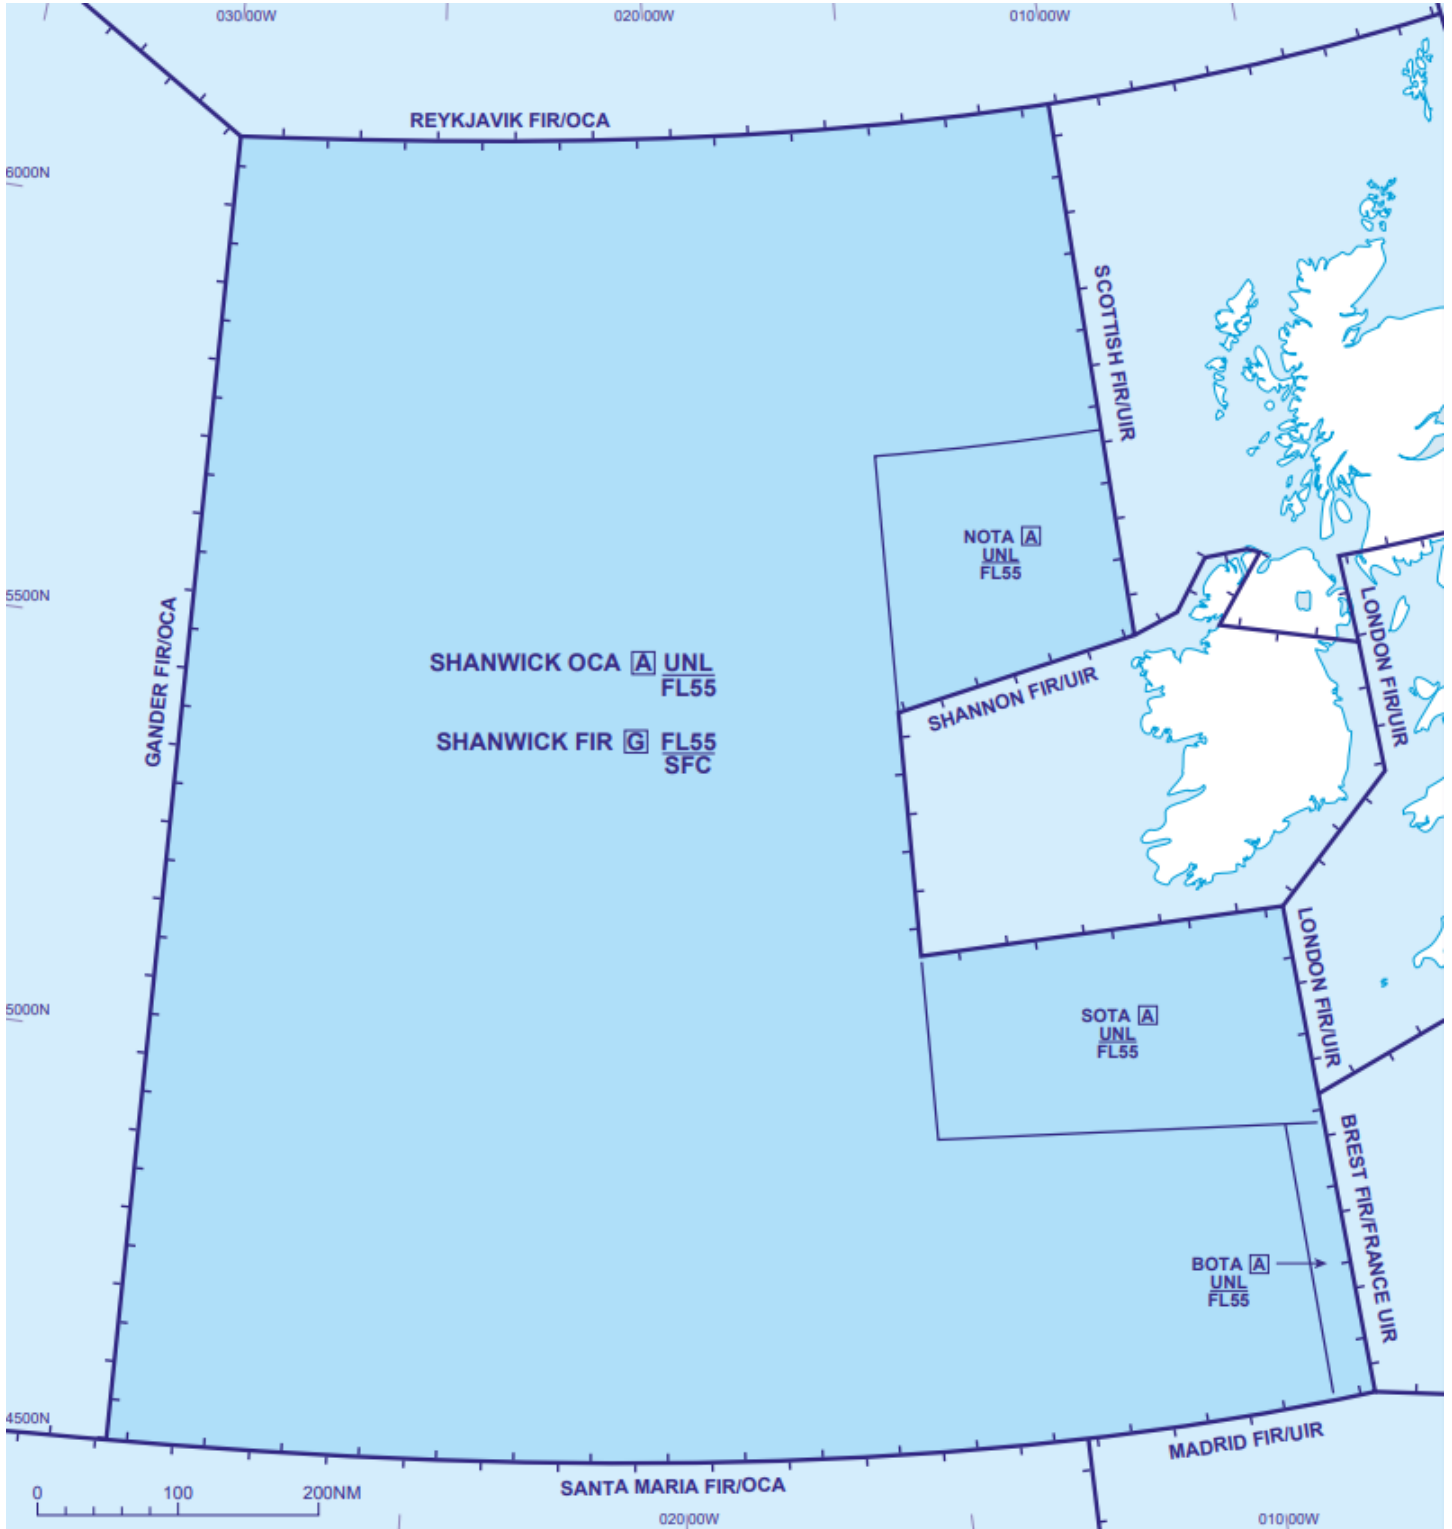 030 00W
020 00W
010 00W
REYKJAVIK FIR/OCA
6000N
SCOTTISH FIR/UIR
NOTA A
UNL
FL55
5500N
GANDER FIR/OCA
LONDON FIR/UIR
SHANWICK OCA A UNL
FL55
SHANNON FIR/UIR
SHANWICK FIR G FL55
SFC
LONDON FIR/UIR
5000N
SOTA A
UNL
FL55
BREST FIR/FRANCE UIR
BOTA A
UNL
FL55
4500N
MADRID FIR/UIR
SANTA MARIA FIR/OCA
0 100 200NM
020 00W
010 00W